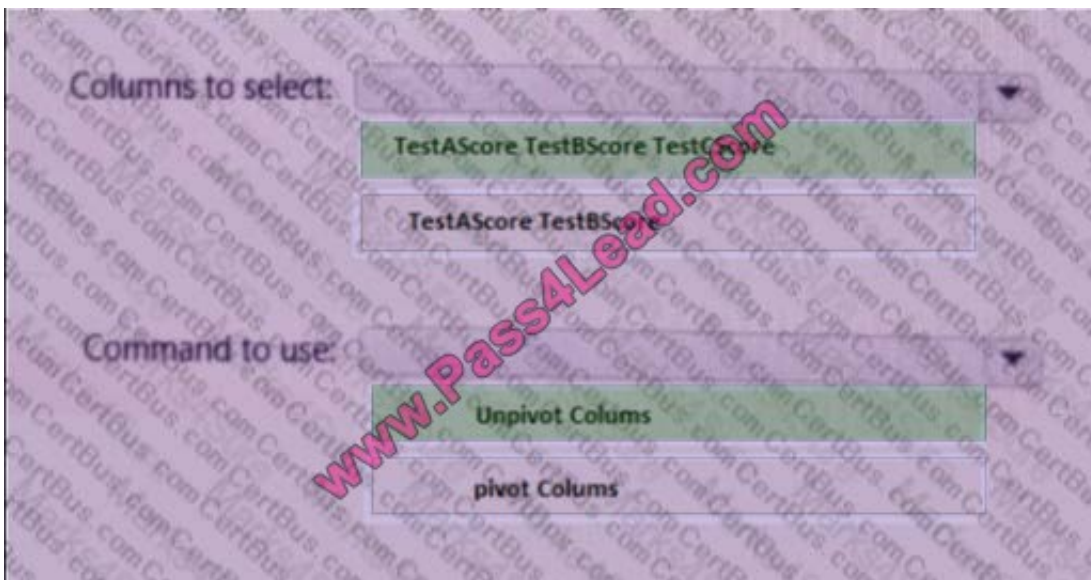 Columns to select:
TestAScore TestBScore TestCScore
TestAScore TestBScore
Command to use:
Unpivot Colums
pivot Colums
www.Pass4Lead.com